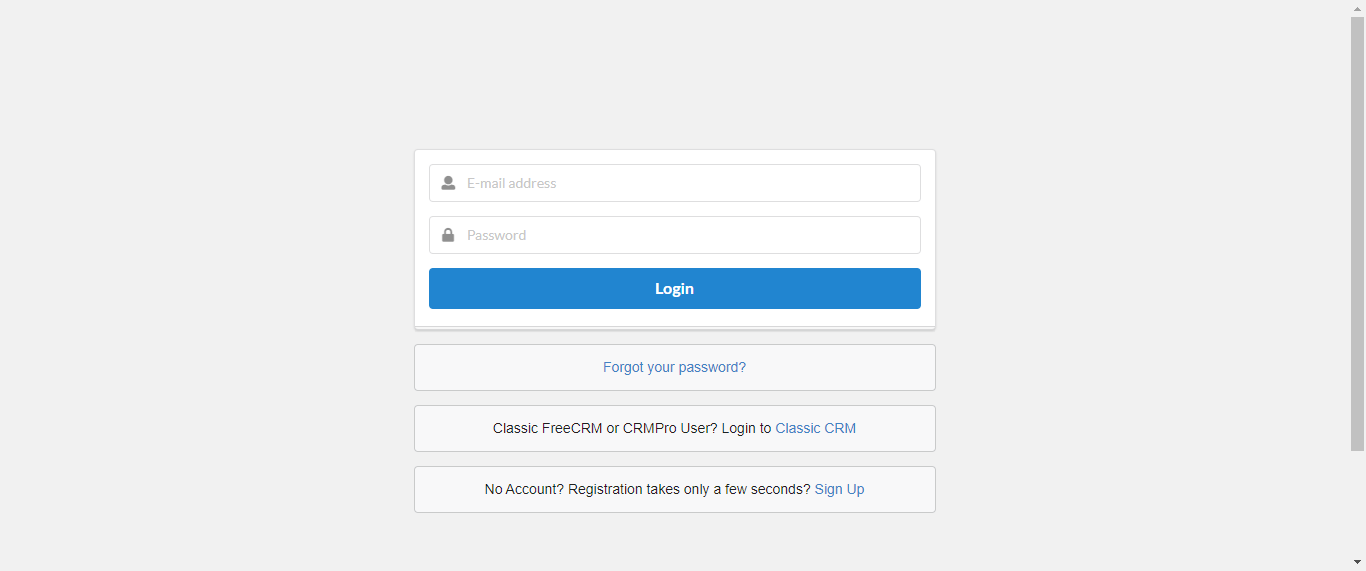 E-mail address
Password
Login
Forgot your password?
Classic FreeCRM or CRMPro User? Login to Classic CRM
No Account? Registration takes only a few seconds? Sign Up